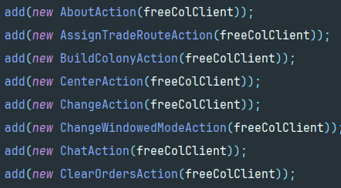 add(new AboutAction(freeColClient));
add(new AssignTradeRouteAction(freeColClient));
add(new BuildColonyAction(freeColClient));
add(new CenterAction(freeColClient));
add(new ChangeAction(freeColClient));
add(new ChangeWindowedModeAction(freeColClient));
add(new ChatAction(freeColClient));
add(new ClearOrdersAction(freeColClient));